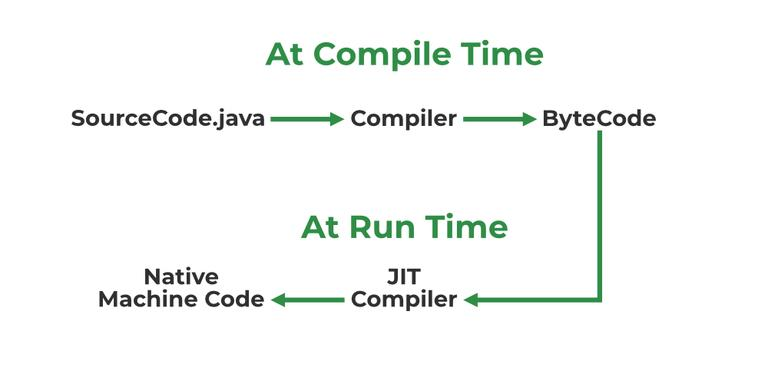 At Compile Time
SourceCode.java
Compiler
ByteCode
At Run Time
Native
Machine Code
JIT
Compiler